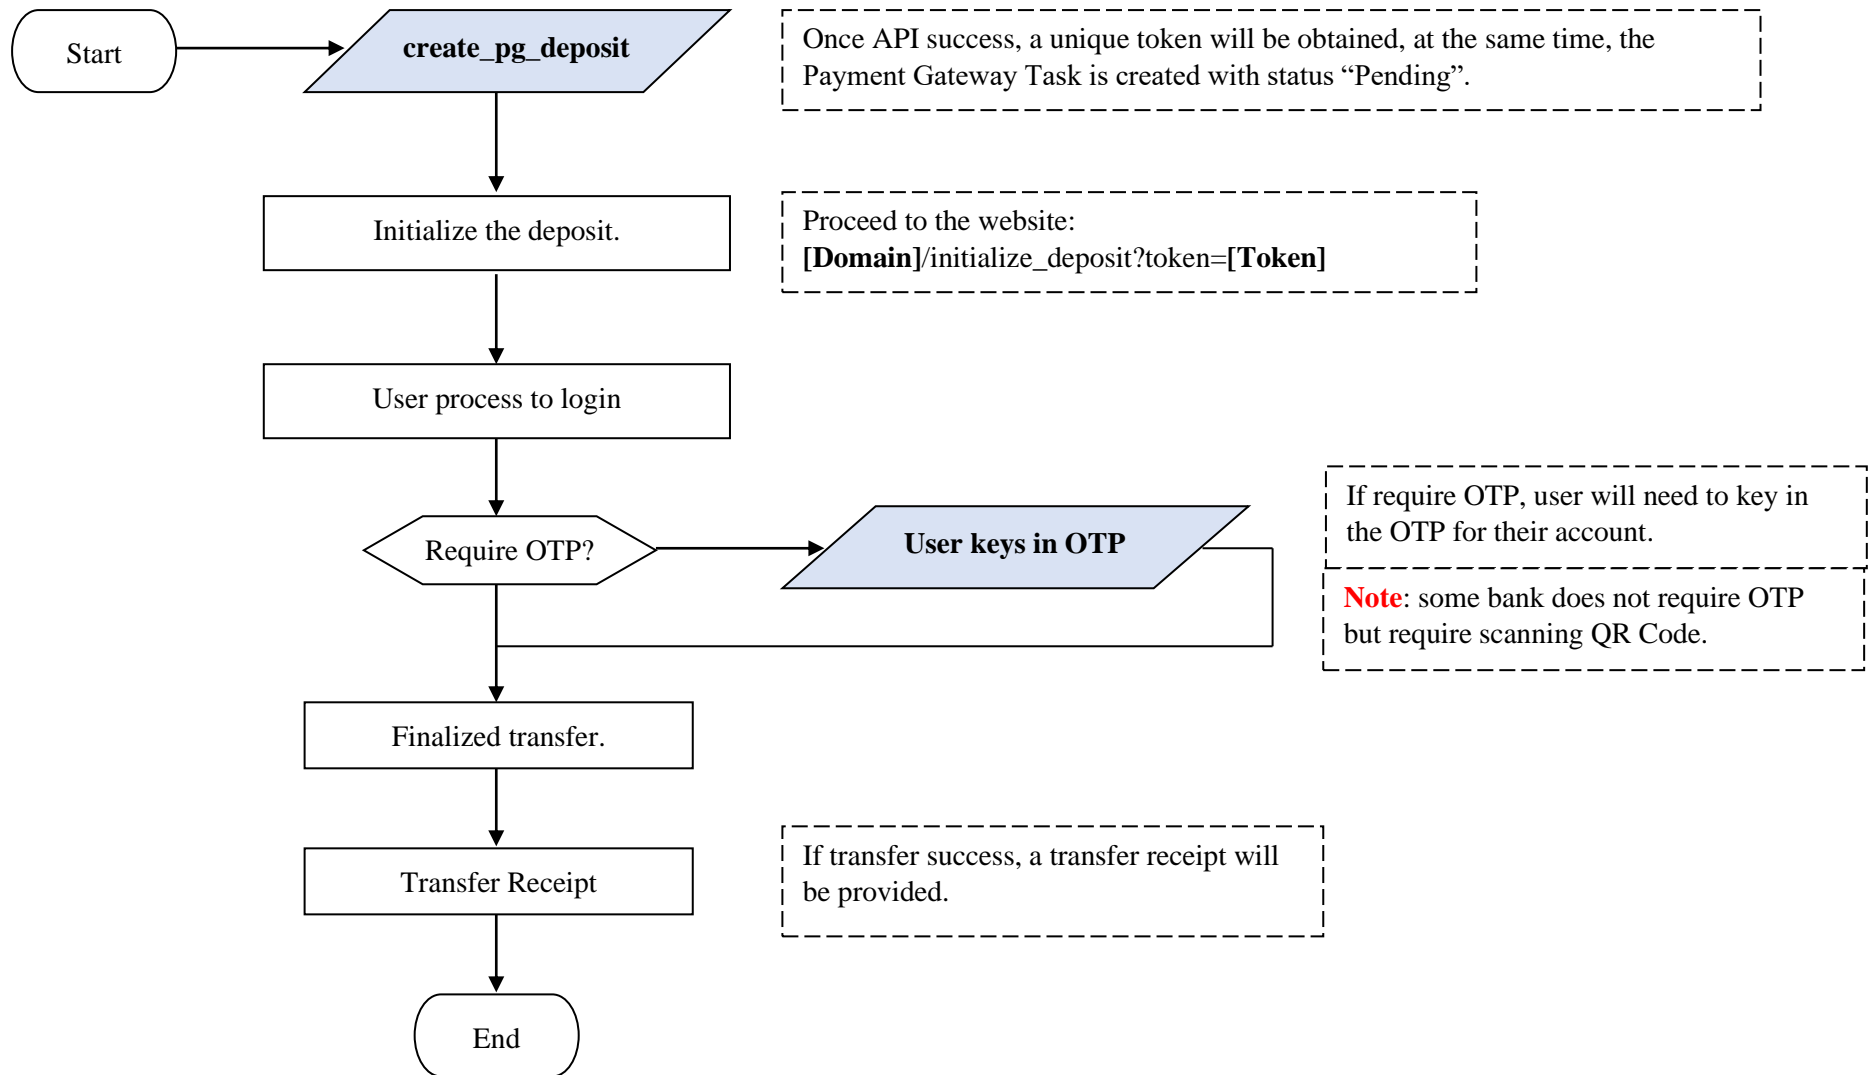 Start
create_pg_deposit
Once API success, a unique token will be obtained, at the same time, the
Payment Gateway Task is created with status “Pending”.
Initialize the deposit.
Proceed to the website:
[Domain]/initialize_deposit?token=[Token]
User process to login
Require OTP?
User keys in OTP
If require OTP, user will need to key in
the OTP for their account.
Note: some bank does not require OTP
but require scanning QR Code.
Finalized transfer.
Transfer Receipt
If transfer success, a transfer receipt will
be provided.
End